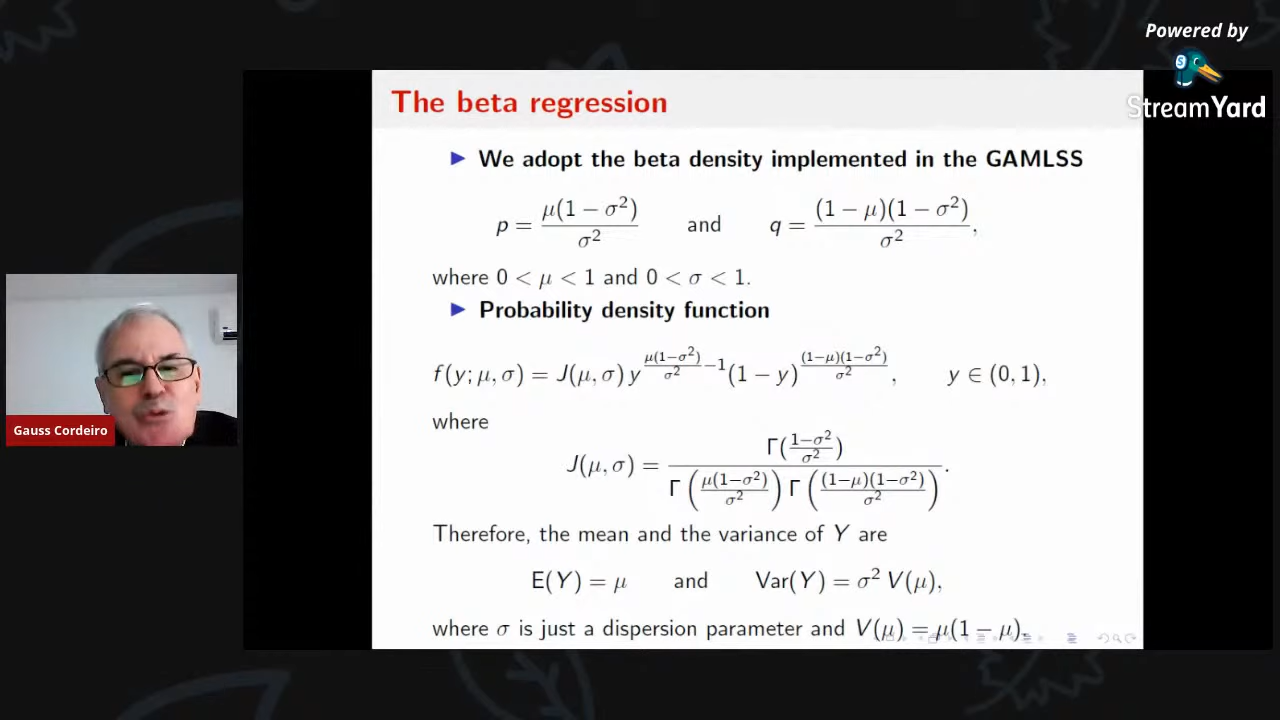 Powered by
StreamYard
The beta regression
► We adopt the beta density implemented in the GAMLSS
p = μ(1 − σ²)/σ² and q = (1 − μ)(1 − σ²)/σ²,
where 0 < μ < 1 and 0 < σ < 1.
► Probability density function
f(y; μ, σ) = J(μ, σ) y^{μ(1−σ²)/σ² −1}(1 − y)^{(1−μ)(1−σ²)/σ²}, y ∈ (0, 1),
where
J(μ, σ) = Γ((1−σ²)/σ²) / [Γ(μ(1−σ²)/σ²) Γ((1−μ)(1−σ²)/σ²)].
Therefore, the mean and the variance of Y are
E(Y) = μ and Var(Y) = σ² V(μ),
where σ is just a dispersion parameter and V(μ) = μ(1 − μ).
Gauss Cordeiro